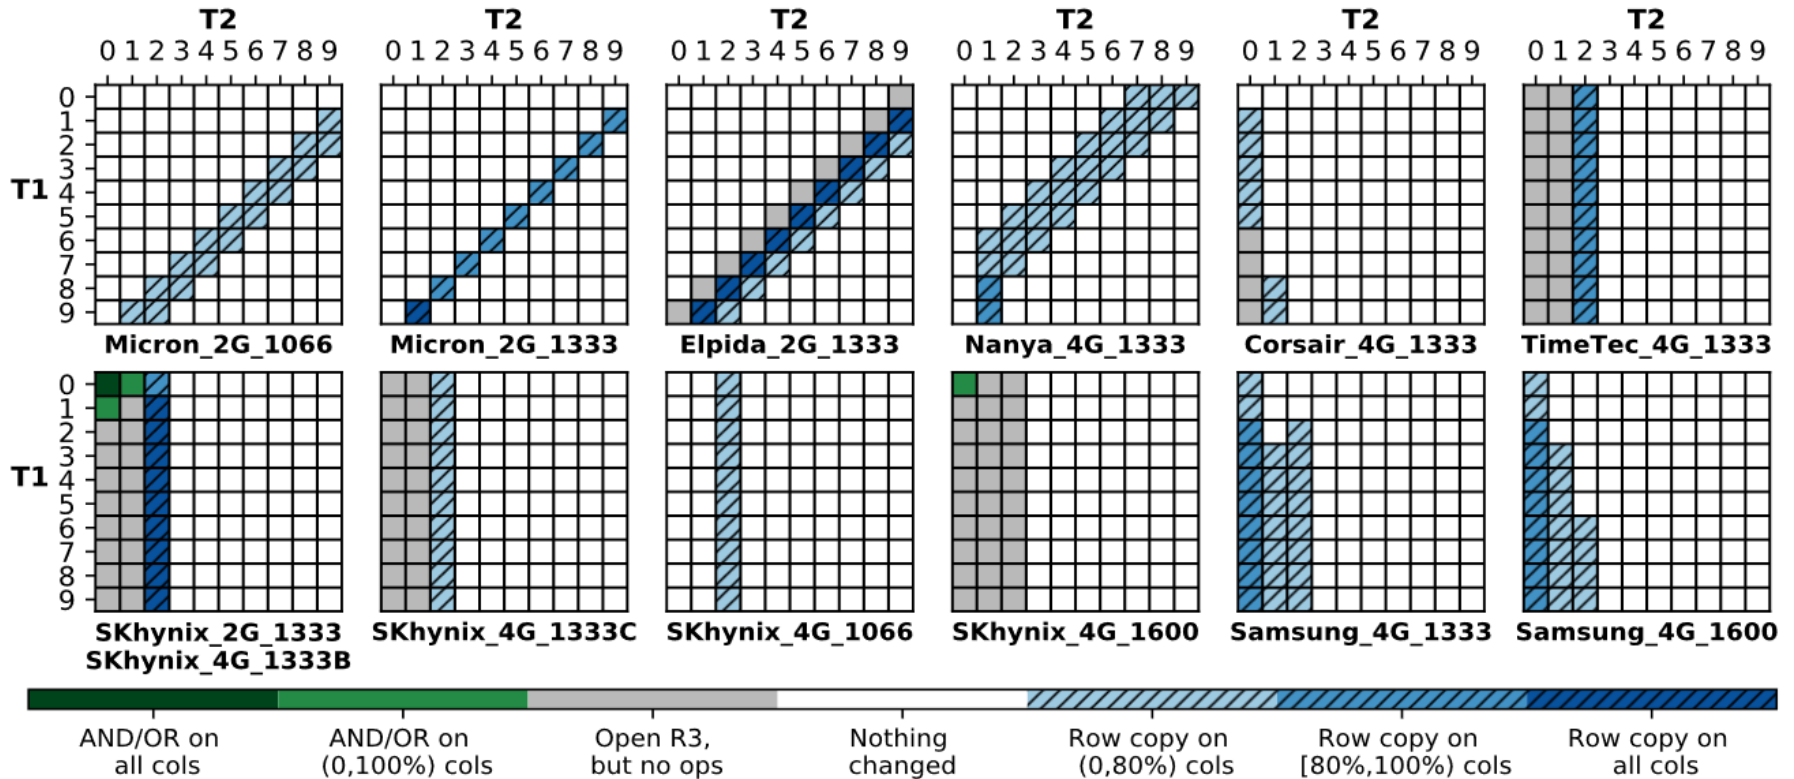 T2 T2 T2 T2 T2 T2
0 1 2 3 4 5 6 7 8 9 0 1 2 3 4 5 6 7 8 9 0 1 2 3 4 5 6 7 8 9 0 1 2 3 4 5 6 7 8 9 0 1 2 3 4 5 6 7 8 9 0 1 2 3 4 5 6 7 8 9
0
1
2
3
T1 4
5
6
7
8
9
Micron_2G_1066 Micron_2G_1333 Elpida_2G_1333 Nanya_4G_1333 Corsair_4G_1333 TimeTec_4G_1333
0
1
2
3
T1 4
5
6
7
8
9
SKhynix_2G_1333 SKhynix_4G_1333C SKhynix_4G_1066 SKhynix_4G_1600 Samsung_4G_1333 Samsung_4G_1600
SKhynix_4G_1333B
AND/OR on AND/OR on Open R3, Nothing Row copy on Row copy on Row copy on
all cols (0,100%) cols but no ops changed (0,80%) cols [80%,100%) cols all cols